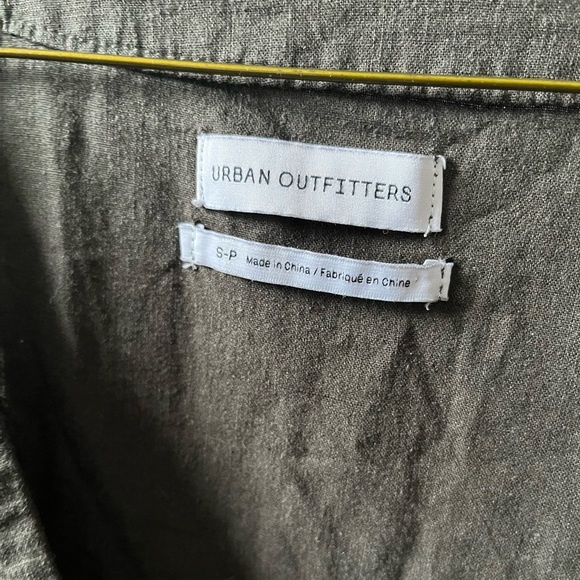 URBAN OUTFITTERS
S-P Made in China / Fabriqué en Chine